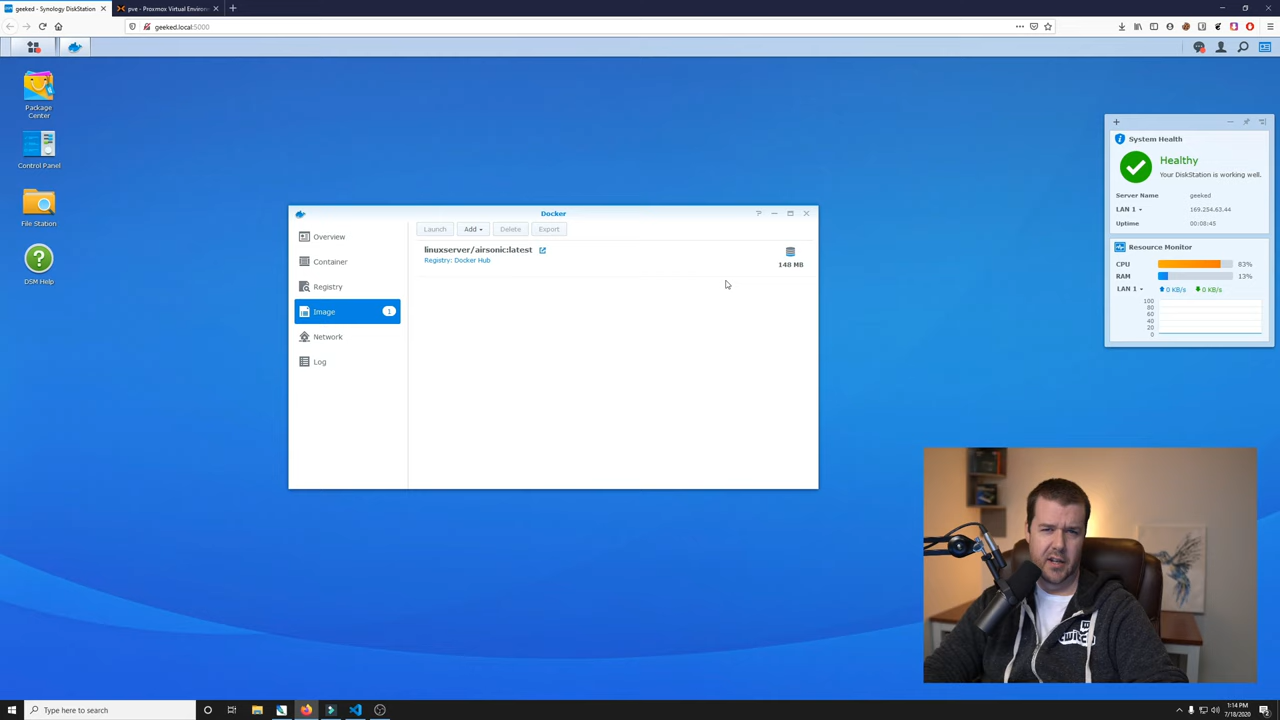 geeked - Synology DiskStation
pve - Proxmox Virtual Environ
geeked.local:5000
Package
Center
Control Panel
File Station
DSM Help
Docker
Overview
Container
Registry
Image
1
Network
Log
Launch
Add
Delete
Export
linuxserver/airsonic:latest
Registry: Docker Hub
148 MB
System Health
Healthy
Your DiskStation is working well.
Server Name geeked
LAN 1 169.254.63.44
Uptime 00:08:45
Resource Monitor
CPU 83%
RAM 13%
LAN 1 0 KB/s 0 KB/s
100
80
60
40
20
0
Type here to search
1:14 PM
7/18/2020